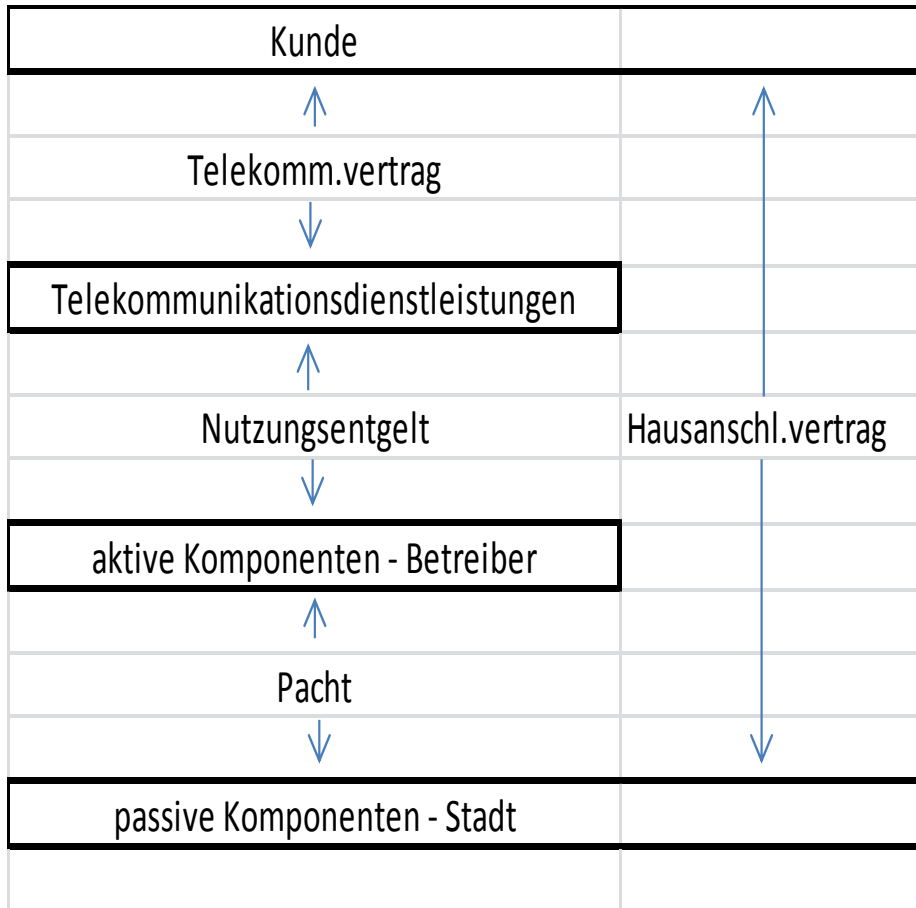 Kunde
Telekomm.vertrag
Telekommunikationsdienstleistungen
Nutzungsentgelt
Hausanschl.vertrag
aktive Komponenten - Betreiber
Pacht
passive Komponenten - Stadt